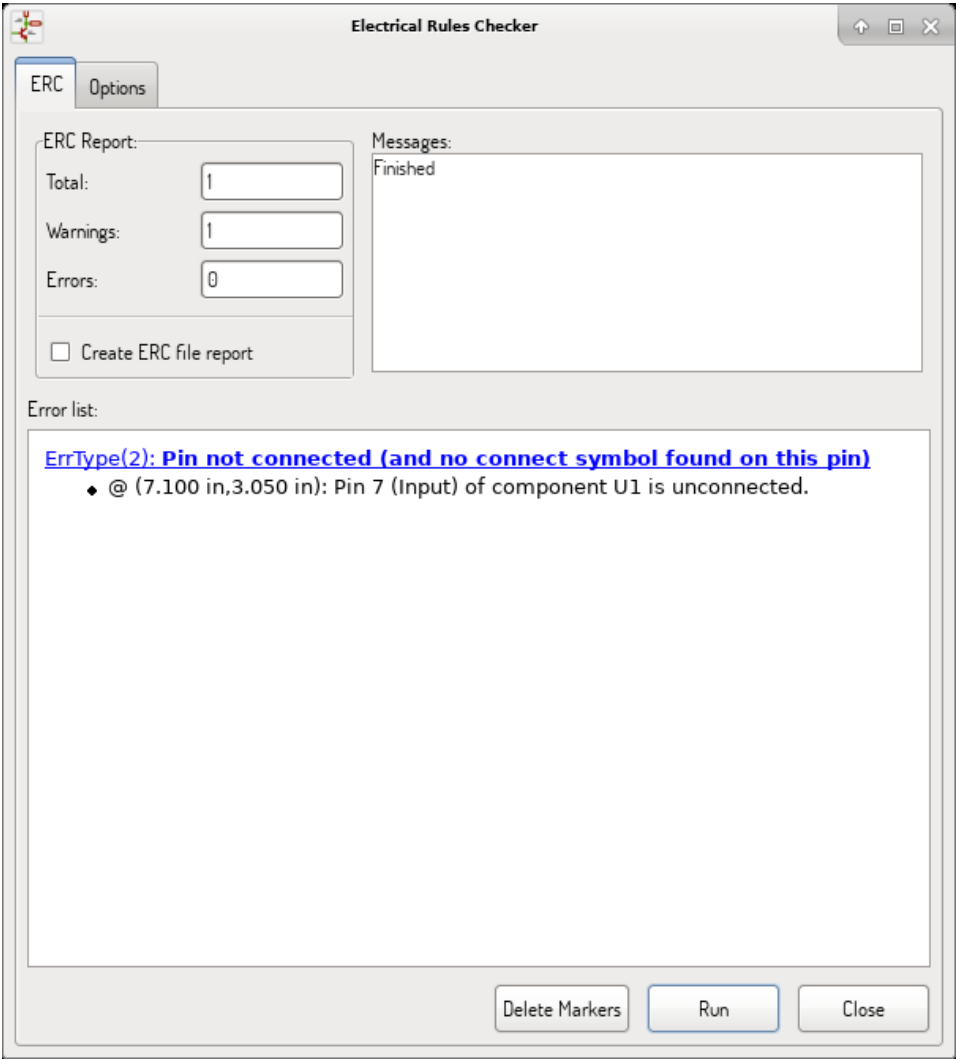 Electrical Rules Checker
ERC
Options
ERC Report:
Total:
1
Warnings:
1
Errors:
0
Create ERC file report
Messages:
Finished
Error list:
ErrType(2): Pin not connected (and no connect symbol found on this pin)
@ (7.100 in,3.050 in): Pin 7 (Input) of component U1 is unconnected.
Delete Markers
Run
Close